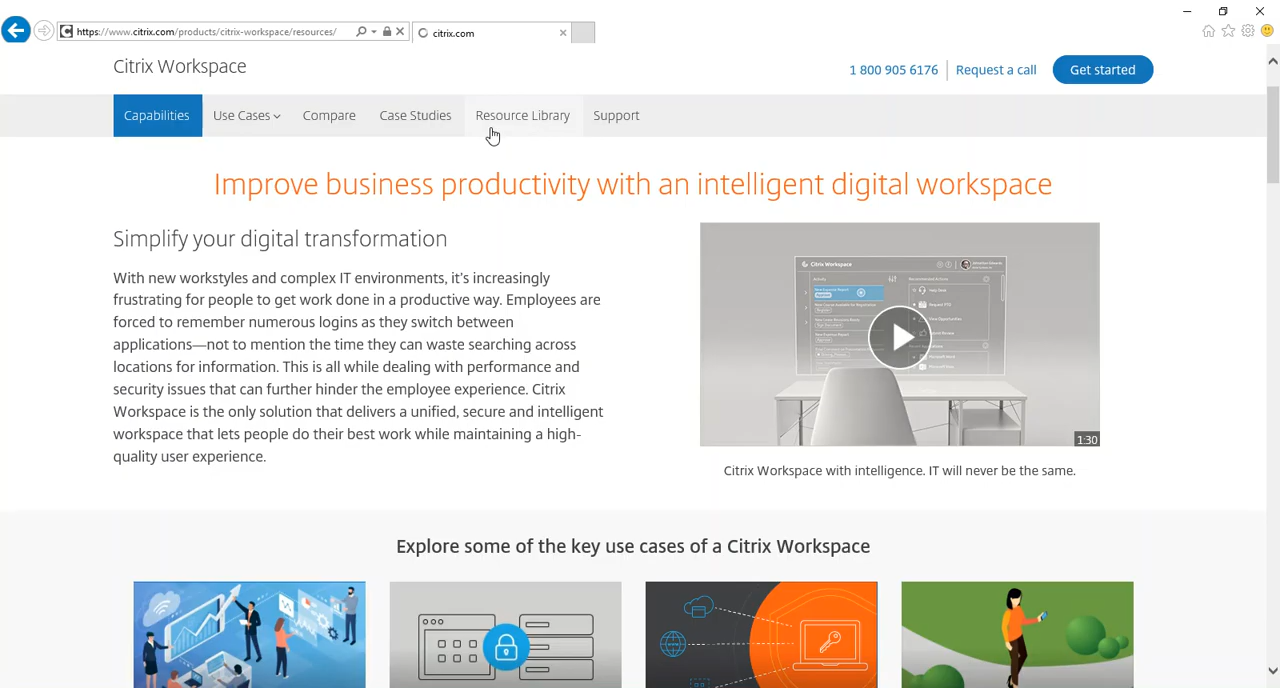 https://www.citrix.com/products/citrix-workspace/resources/
citrix.com
Citrix Workspace
1 800 905 6176
Request a call
Get started
Capabilities
Use Cases
Compare
Case Studies
Resource Library
Support
Improve business productivity with an intelligent digital workspace
Simplify your digital transformation
With new workstyles and complex IT environments, it's increasingly
frustrating for people to get work done in a productive way. Employees are
forced to remember numerous logins as they switch between
applications—not to mention the time they can waste searching across
locations for information. This is all while dealing with performance and
security issues that can further hinder the employee experience. Citrix
Workspace is the only solution that delivers a unified, secure and intelligent
workspace that lets people do their best work while maintaining a high-
quality user experience.
Citrix Workspace
1:30
Citrix Workspace with intelligence. IT will never be the same.
Explore some of the key use cases of a Citrix Workspace